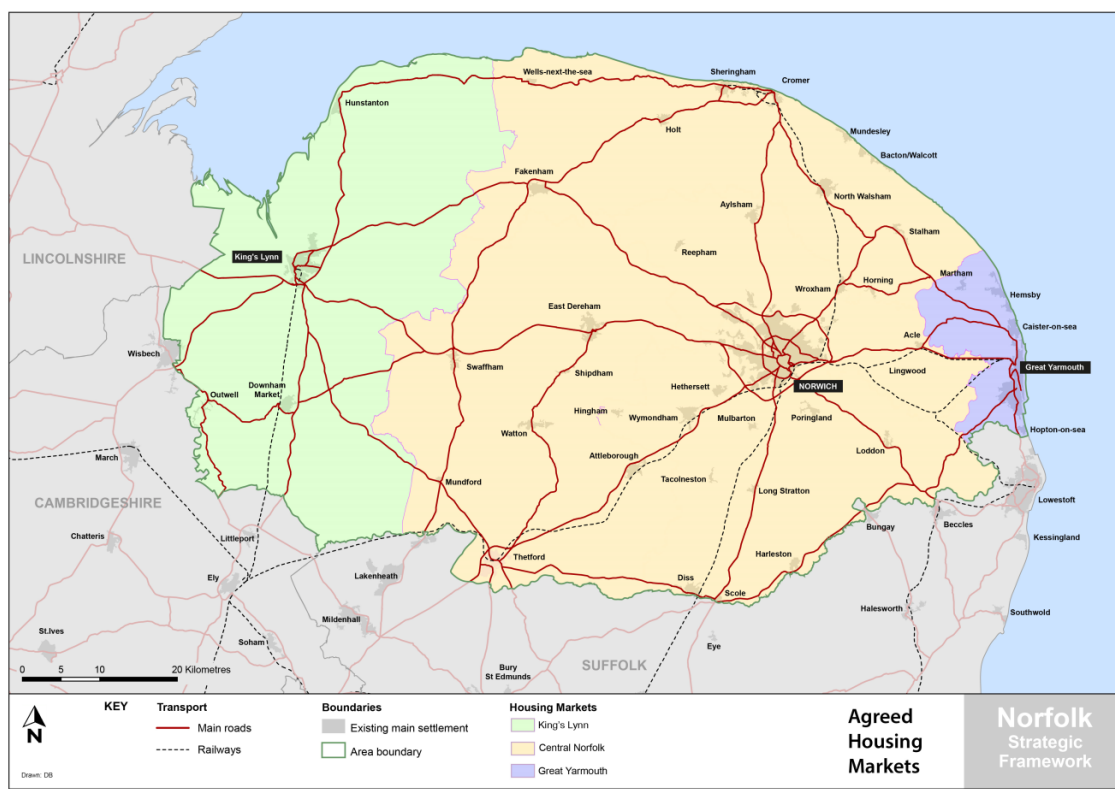 Wells-next-the-sea
Sheringham
Cromer
Hunstanton
Holt
Mundesley
Bacton/Walcott
Fakenham
North Walsham
Aylsham
Stalham
Reepham
LINCOLNSHIRE
King's Lynn
Martham
Wroxham
Horning
Hemsby
East Dereham
Caister-on-sea
Acle
Wisbech
Swaffham
Shipdham
Lingwood
Great Yarmouth
NORWICH
Hethersett
Outwell
Downham
Market
Hingham
Wymondham
Mulbarton
Poringland
Hopton-on-sea
Watton
Loddon
March
Attleborough
Tacolneston
Mundford
Long Stratton
Lowestoft
CAMBRIDGESHIRE
Bungay
Beccles
Chatteris
Littleport
Kessingland
Thetford
Harleston
Lakenheath
Ely
Diss
Scole
Halesworth
Southwold
Mildenhall
St.Ives
Soham
Eye
SUFFOLK
Bury
St Edmunds
0 5 10 20 Kilometres
KEY
Transport
Main roads
Railways
Boundaries
Existing main settlement
Area boundary
Housing Markets
King's Lynn
Central Norfolk
Great Yarmouth
N
Drawn: DB
Agreed
Housing
Markets
Norfolk
Strategic
Framework